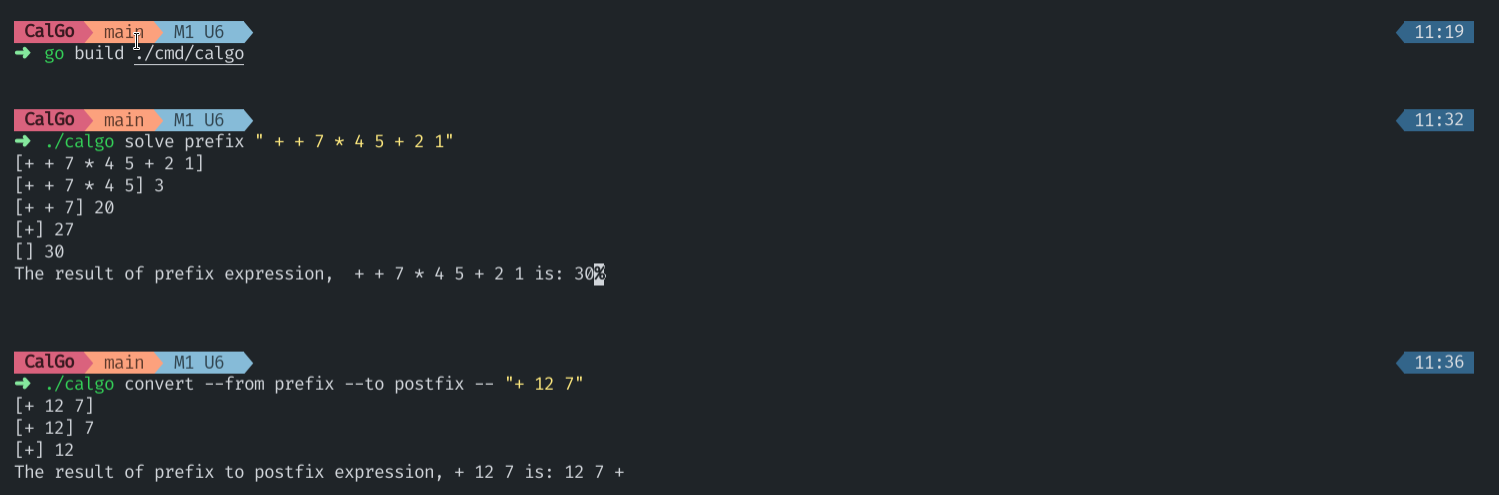 CalGo main M1 U6 11:19
➜ go build ./cmd/calgo
CalGo main M1 U6 11:32
➜ ./calgo solve prefix " + + 7 * 4 5 + 2 1"
[+ + 7 * 4 5 + 2 1]
[+ + 7 * 4 5] 3
[+ + 7] 20
[+] 27
[] 30
The result of prefix expression,  + + 7 * 4 5 + 2 1 is: 30%
CalGo main M1 U6 11:36
➜ ./calgo convert --from prefix --to postfix -- "+ 12 7"
[+ 12 7]
[+ 12] 7
[+] 12
The result of prefix to postfix expression, + 12 7 is: 12 7 +